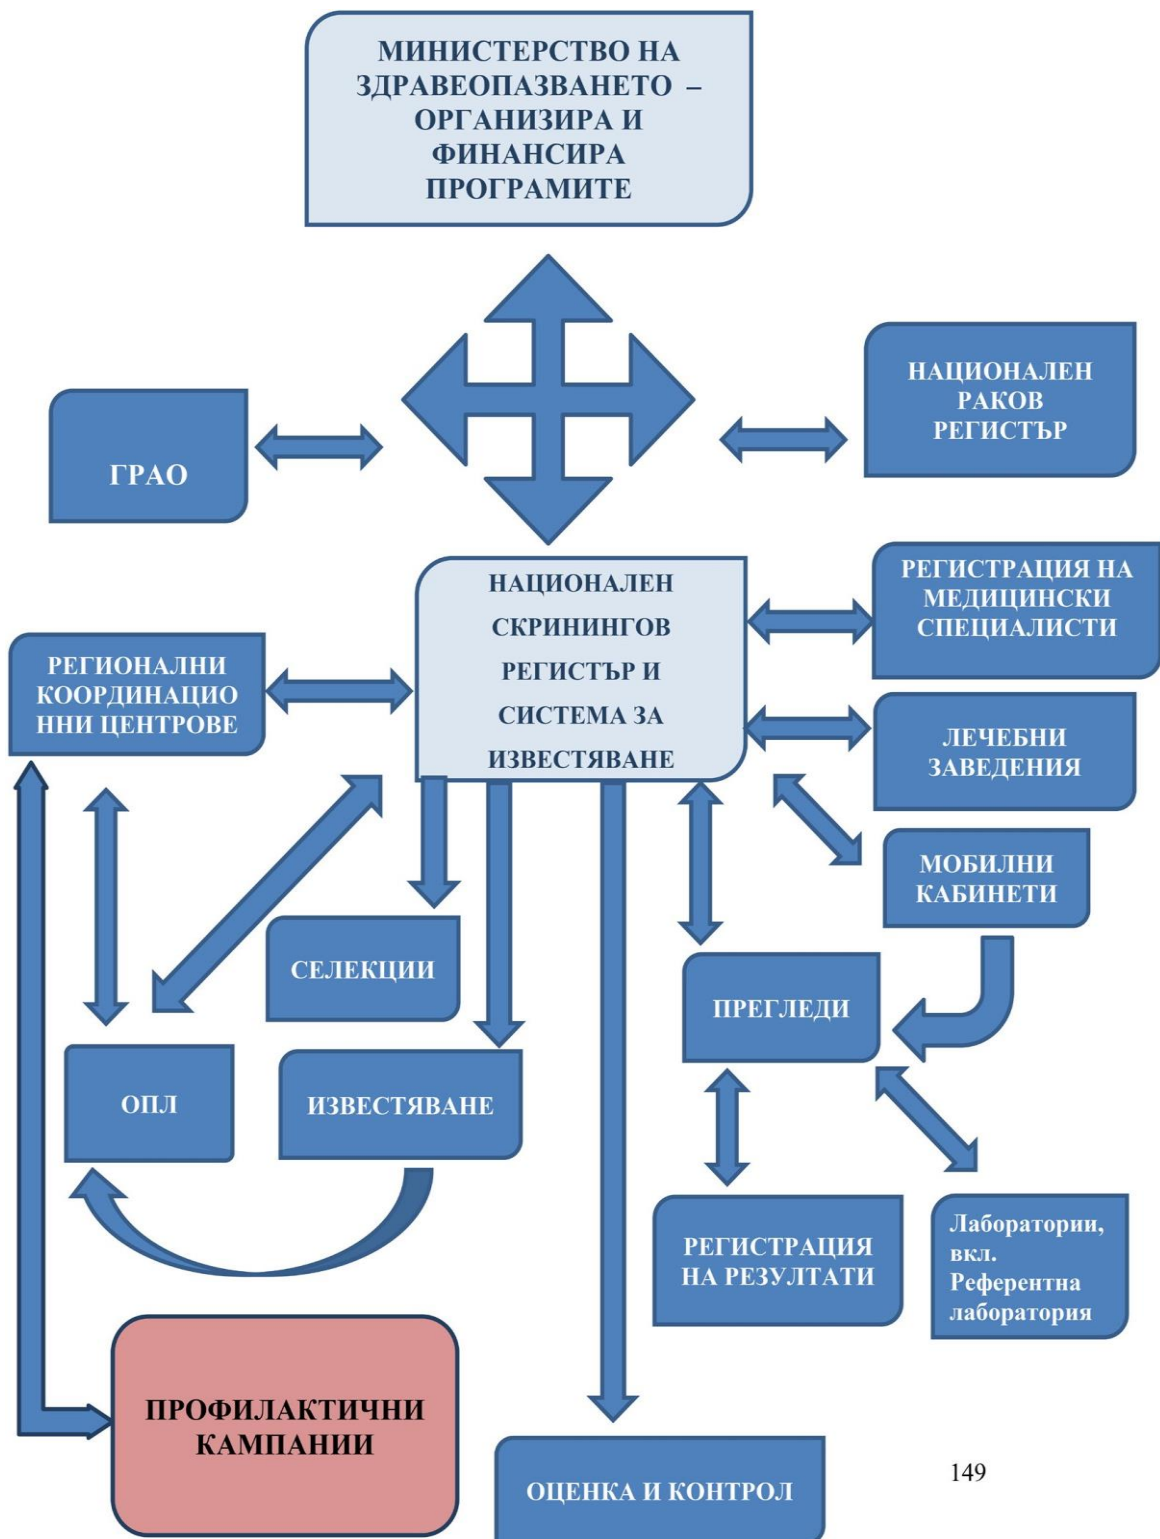 МИНИСТЕРСТВО НА
ЗДРАВЕОПАЗВАНЕТО –
ОРГАНИЗИРА И
ФИНАНСИРА
ПРОГРАМИТЕ
НАЦИОНАЛЕН
РАКОВ
РЕГИСТЪР
ГРАО
НАЦИОНАЛЕН
СКРИНИНГОВ
РЕГИСТЪР И
СИСТЕМА ЗА
ИЗВЕСТЯВАНЕ
РЕГИСТРАЦИЯ НА
МЕДИЦИНСКИ
СПЕЦИАЛИСТИ
РЕГИОНАЛНИ
КООРДИНАЦИО
ННИ ЦЕНТРОВЕ
ЛЕЧЕБНИ
ЗАВЕДЕНИЯ
МОБИЛНИ
КАБИНЕТИ
СЕЛЕКЦИИ
ПРЕГЛЕДИ
ОПЛ
ИЗВЕСТЯВАНЕ
РЕГИСТРАЦИЯ
НА РЕЗУЛТАТИ
Лаборатории,
вкл.
Референтна
лаборатория
ПРОФИЛАКТИЧНИ
КАМПАНИИ
ОЦЕНКА И КОНТРОЛ
149